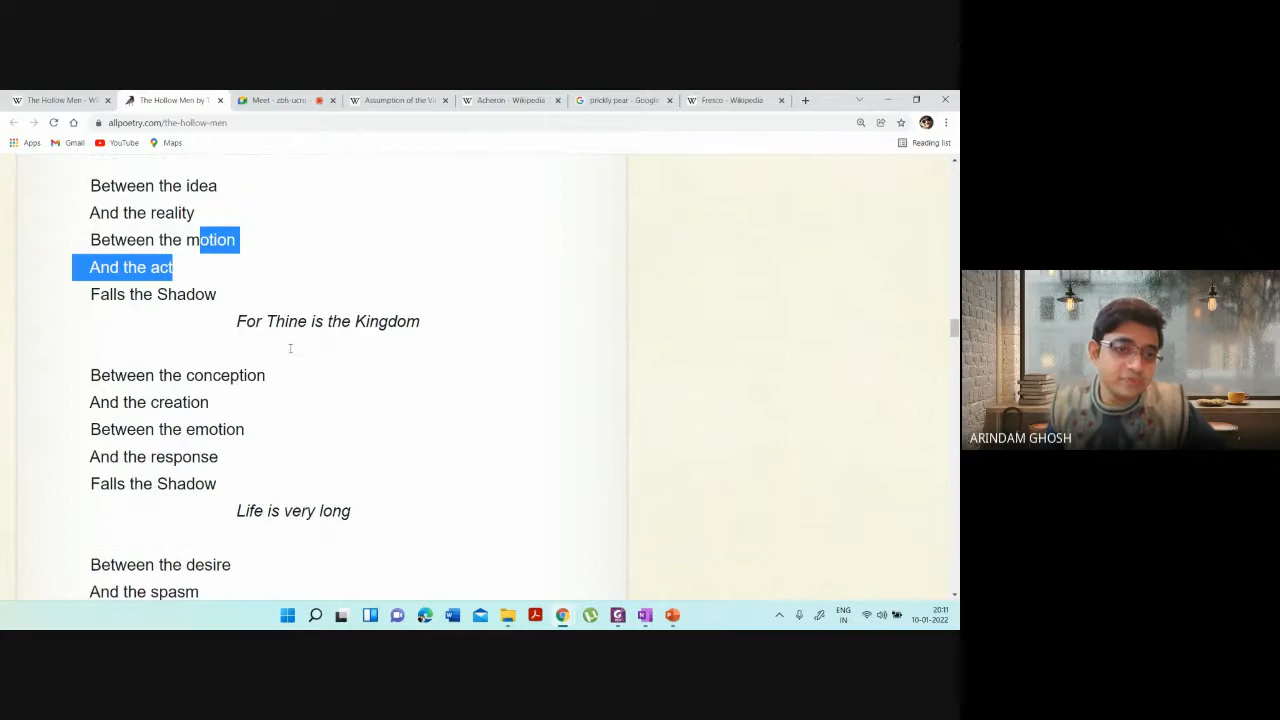 The Hollow Men - Wi
The Hollow Men by T
Meet - zbh-ucro
Assumption of the Vi
Acheron - Wikipedia
prickly pear - Google
Fresco - Wikipedia
allpoetry.com/the-hollow-men
Apps
Gmail
YouTube
Maps
Reading list
Between the idea
And the reality
Between the motion
And the act
Falls the Shadow
For Thine is the Kingdom
Between the conception
And the creation
Between the emotion
And the response
Falls the Shadow
Life is very long
Between the desire
And the spasm
ARINDAM GHOSH
ENG
IN
20:11
10-01-2022